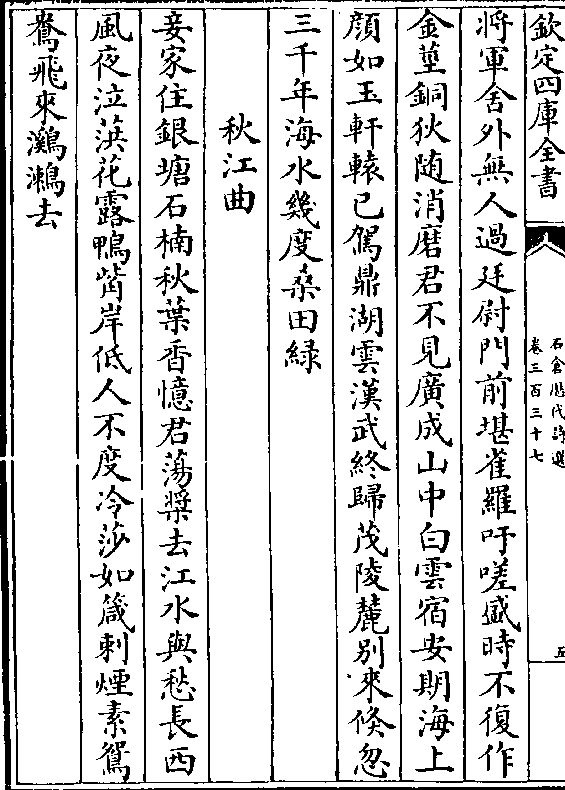 欽定四庫全書
石倉歷代詩選
卷三百三十七
五
將軍舍外無人過廷尉門前堪雀羅吁嗟盛時不復作
金莖銅狄随消磨君不見廣成山中白雲宿安期海上
顔如玉軒轅已駕鼎湖雲漢武終歸茂陵麓别來倐忽
三千年海水幾度桑田緑
秋江曲
妾家住銀塘石楠秋葉香憶君蕩槳去江水與愁長西
風夜泣葓花露鴨觜岸低人不度冷莎如箴刺煙素鴛
鴦飛來鸂鶒去